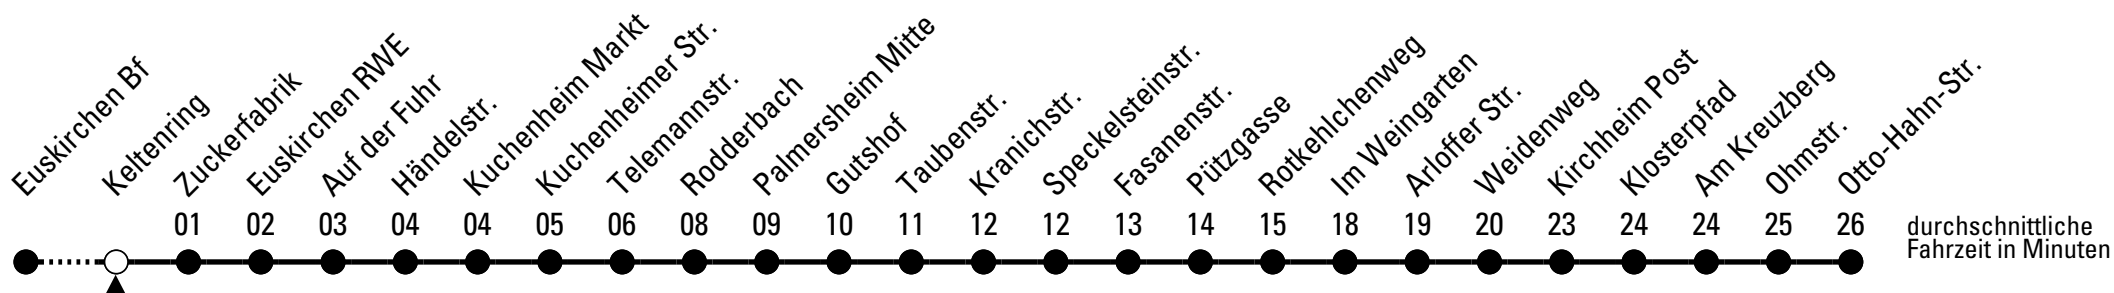 Euskirchen Bf
Keltenring
Zuckerfabrik
Euskirchen RWE
Auf der Fuhr
Händelstr.
Kuchenheim Markt
Kuchenheimer Str.
Telemannstr.
Rodderbach
Palmersheim Mitte
Gutshof
Taubenstr.
Kranichstr.
Speckelsteinstr.
Fasanenstr.
Pützgasse
Rotkehlchenweg
Im Weingarten
Arloffer Str.
Weidenweg
Kirchheim Post
Klosterpfad
Am Kreuzberg
Ohmstr.
Otto-Hahn-Str.
01 02 03 04 04 05 06 08 09 10 11 12 12 13 14 15 18 19 20 23 24 24 25 26
durchschnittliche
Fahrzeit in Minuten